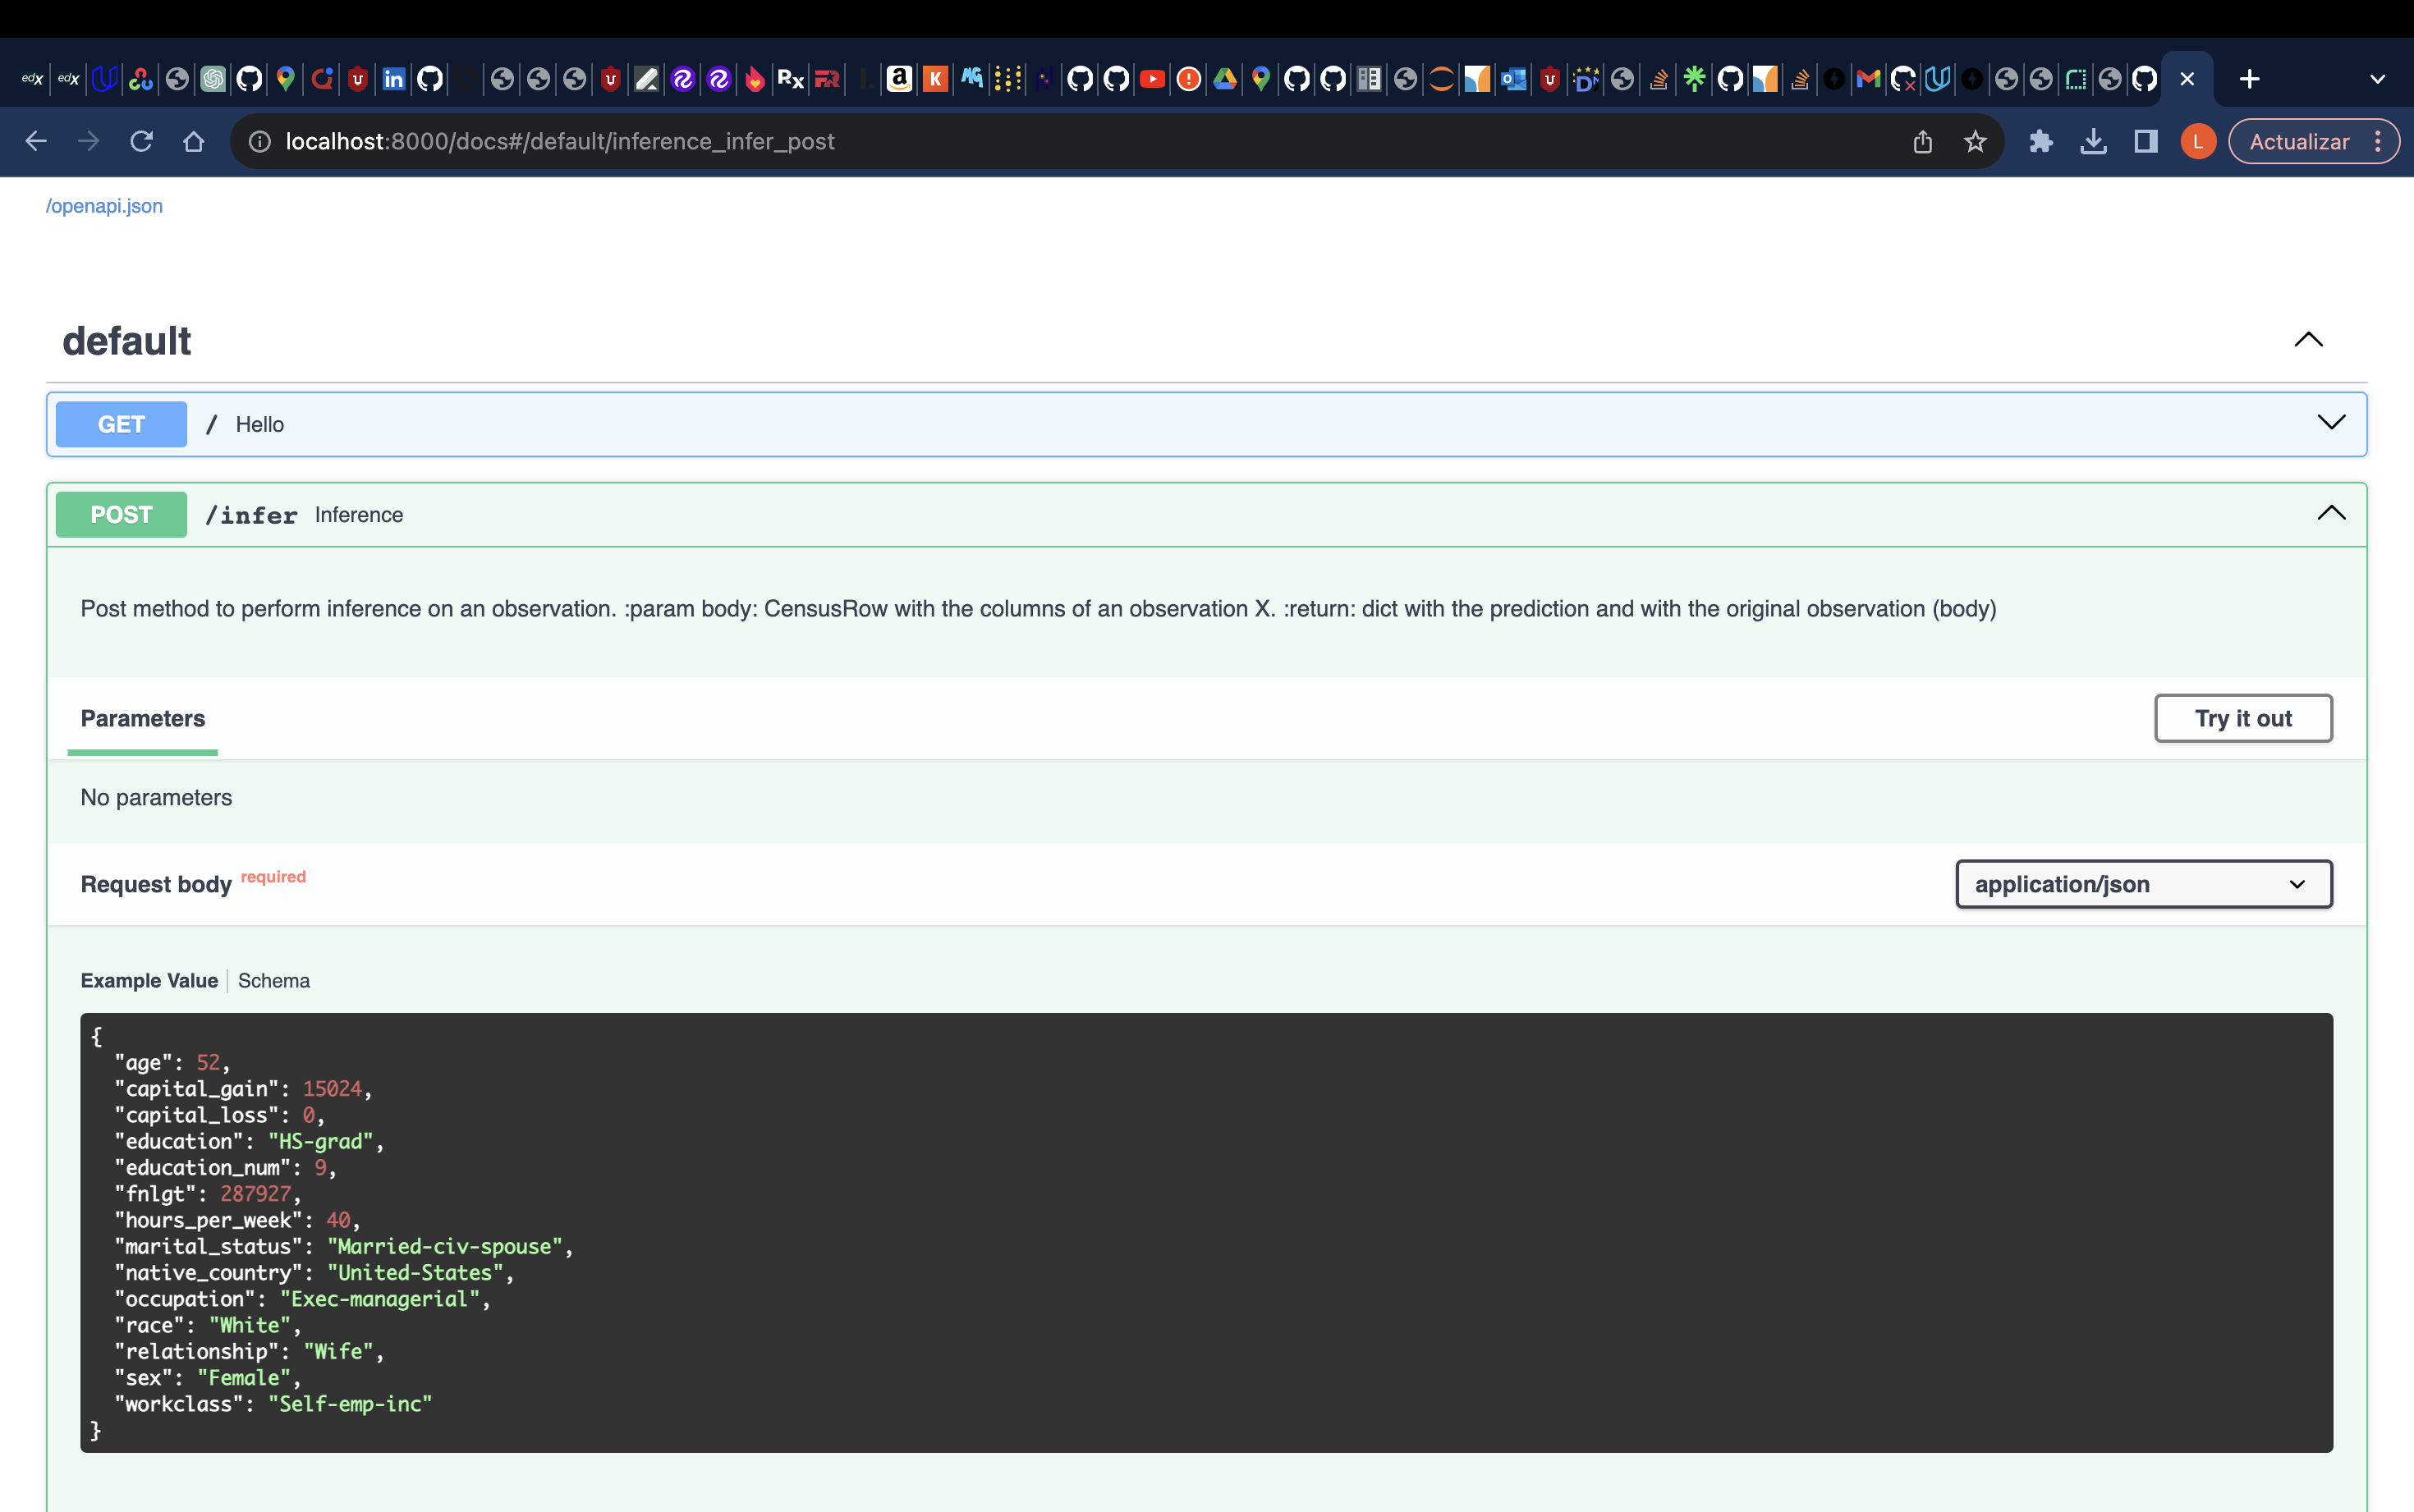 localhost:8000/docs#/default/inference_infer_post
L
Actualizar
/openapi.json
default
GET / Hello
POST /infer Inference
Post method to perform inference on an observation. :param body: CensusRow with the columns of an observation X. :return: dict with the prediction and with the original observation (body)
Parameters
Try it out
No parameters
Request body required
application/json
Example Value Schema
{
"age": 52,
"capital_gain": 15024,
"capital_loss": 0,
"education": "HS-grad",
"education_num": 9,
"fnlgt": 287927,
"hours_per_week": 40,
"marital_status": "Married-civ-spouse",
"native_country": "United-States",
"occupation": "Exec-managerial",
"race": "White",
"relationship": "Wife",
"sex": "Female",
"workclass": "Self-emp-inc"
}